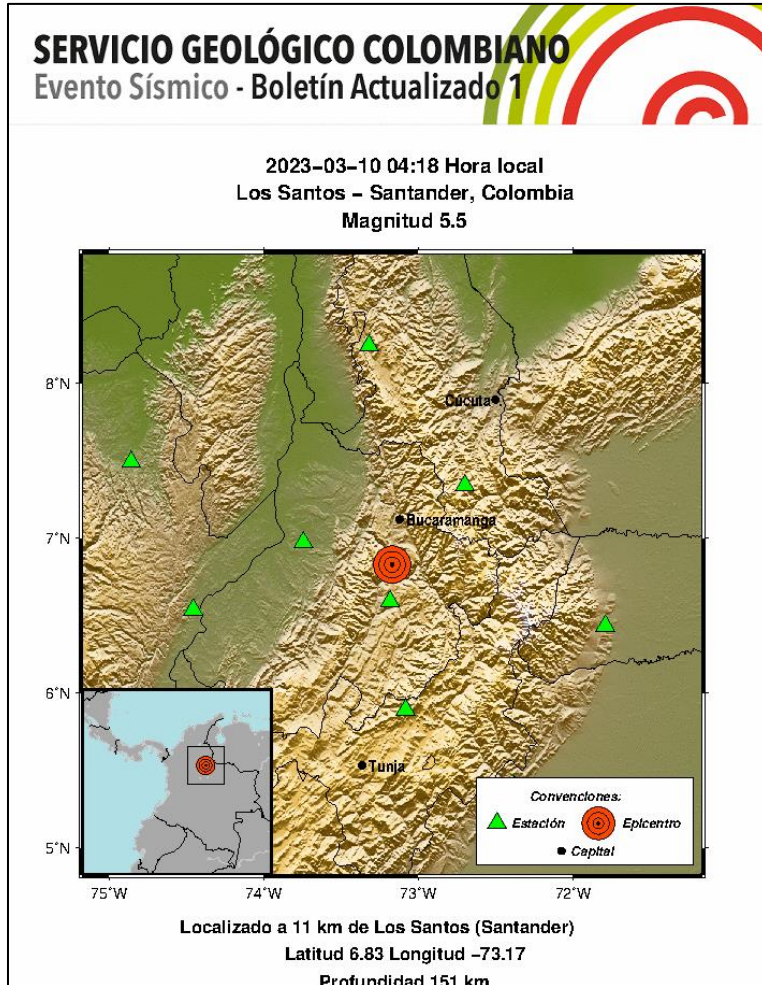 SERVICIO GEOLÓGICO COLOMBIANO
Evento Sísmico - Boletín Actualizado 1
2023-03-10 04:18 Hora local
Los Santos - Santander, Colombia
Magnitud 5.5
8°N
Cúcuta
Bucaramanga
7°N
6°N
Tunja
Convenciones:
Estación
Epicentro
Capital
5°N
75°W
74°W
73°W
72°W
Localizado a 11 km de Los Santos (Santander)
Latitud 6.83 Longitud -73.17
Profundidad 151 km